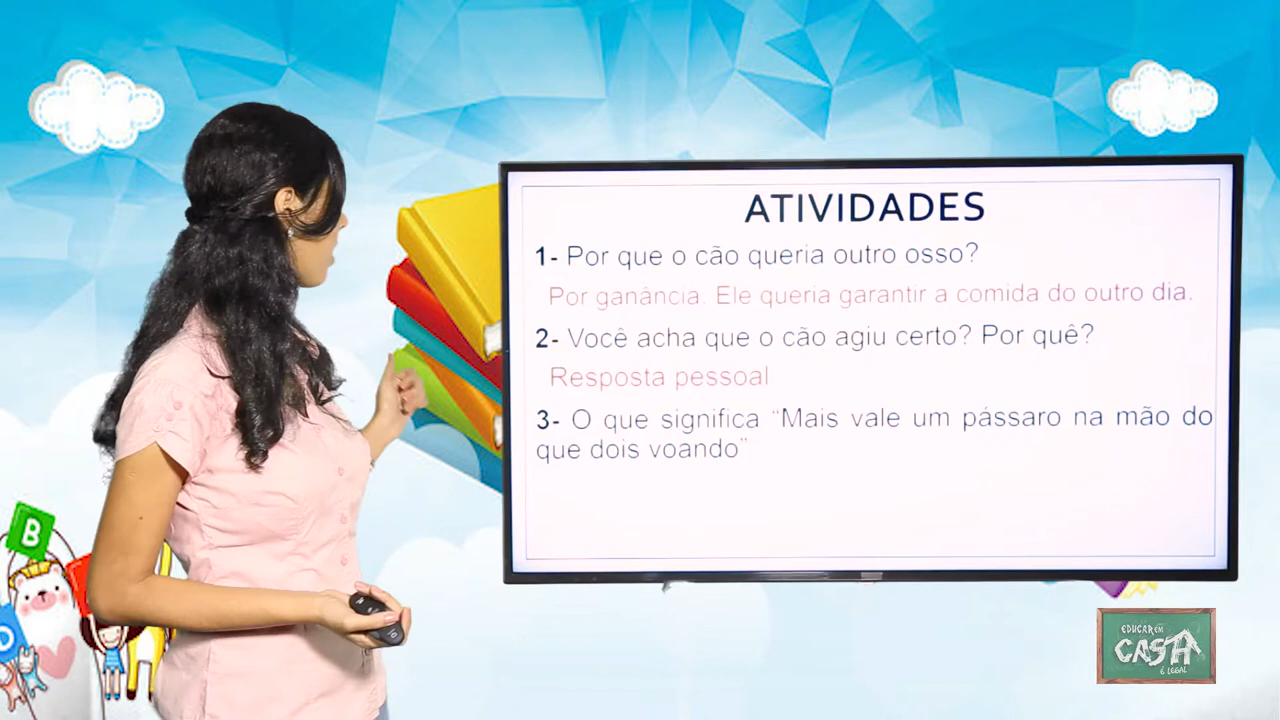 ATIVIDADES
1- Por que o cão queria outro osso?
Por ganância. Ele queria garantir a comida do outro dia.
2- Você acha que o cão agiu certo? Por quê?
Resposta pessoal
3- O que significa “Mais vale um pássaro na mão do
que dois voando”
B
EDUCAR EM
CASA
É LEGAL